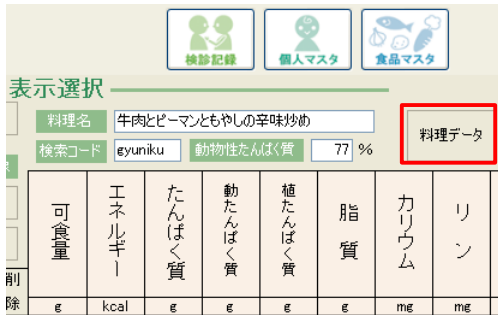 検診記録 個人マスタ 食品マスタ
表示選択
料理名 牛肉とピーマンともやしの辛味炒め
料理データ
検索コード gyuniku 動物性たんぱく質 77 %
可食量 エネルギー たんぱく質 動たんぱく質 植たんぱく質 脂質 カリウム リン
削除
g kcal g g g g mg mg